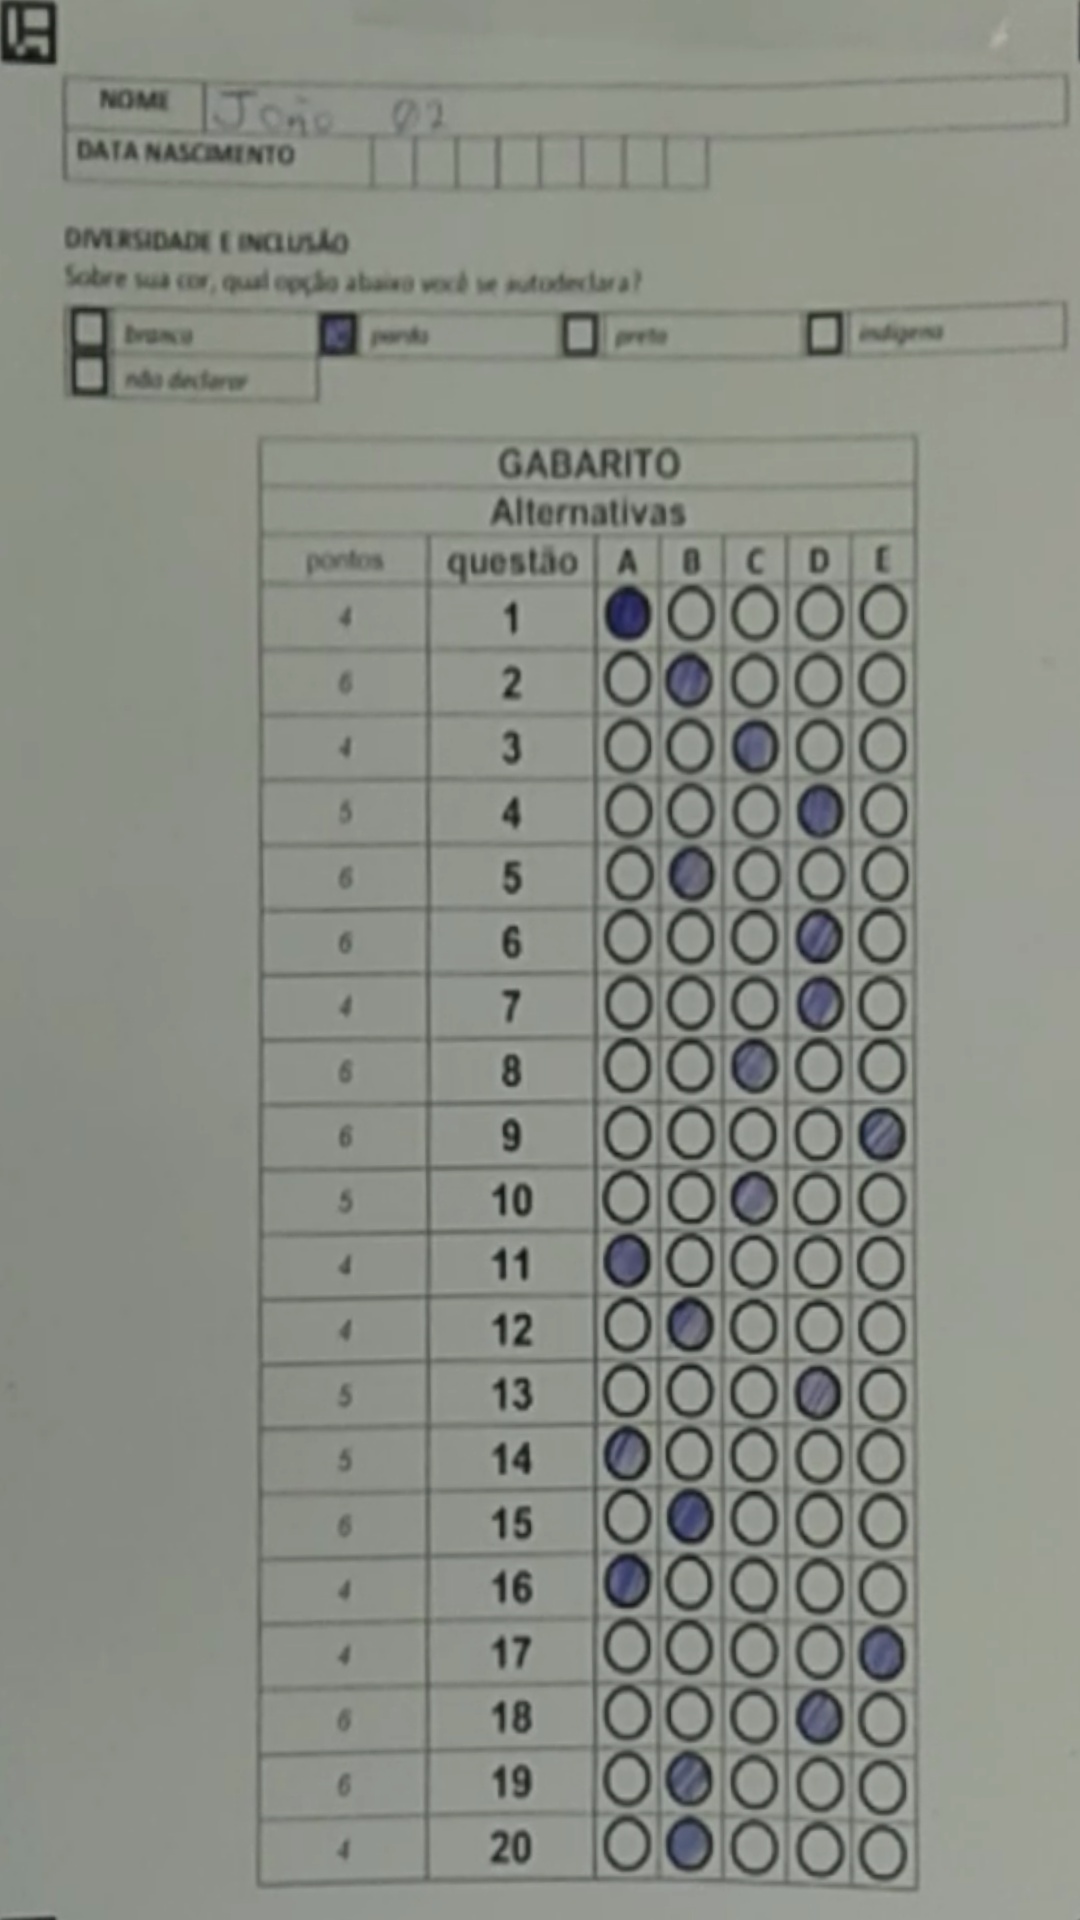 NOME João 02
DATA NASCIMENTO
DIVERSIDADE E INCLUSÃO
Sobre sua cor, qual opção abaixo você se autodeclara?
branca pardo preto indígena
não declarar
GABARITO
Alternativas
pontos questão A B C D E
4 1
6 2
4 3
5 4
6 5
6 6
4 7
6 8
6 9
5 10
4 11
4 12
5 13
5 14
6 15
4 16
4 17
6 18
6 19
4 20